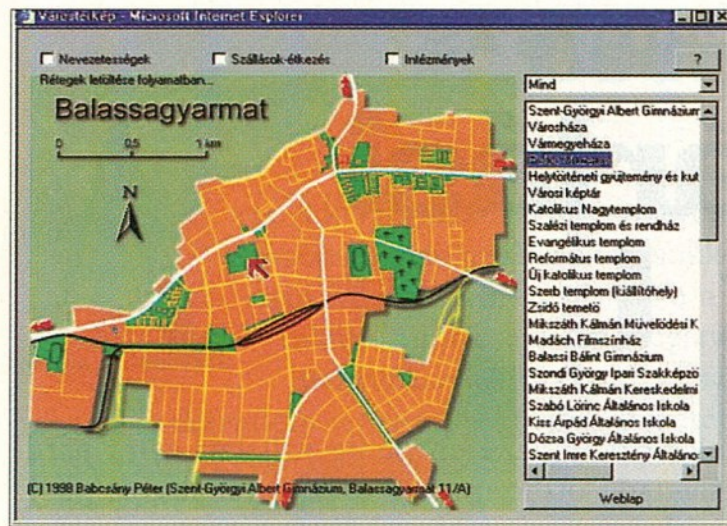 Várostérkép - Microsoft Internet Explorer
Nevezetességek
Szállások-étkezés
Intézmények
?
Rétegek letöltése folyamatban...
Balassagyarmat
0 0,5 1 km
N
(C) 1998 Babcsány Péter (Szent-Györgyi Albert Gimnázium, Balassagyarmat 11/A)
Mind
Szent-Györgyi Albert Gimnázium
Városháza
Vármegyeháza
Helytörténeti gyűjtemény és kut
Városi képtár
Katolikus Nagytemplom
Szalézi templom és rendház
Evangélikus templom
Református templom
Új katolikus templom
Szerb templom (kiállítóhely)
Zsidó temető
Mikszáth Kálmán Művelődési K
Madách Filmszínház
Balassi Bálint Gimnázium
Szondi György Ipari Szakképző
Mikszáth Kálmán Kereskedelmi
Szabó Lőrinc Általános Iskola
Kiss Árpád Általános Iskola
Dózsa György Általános Iskola
Szent Imre Keresztény Általános
Weblap